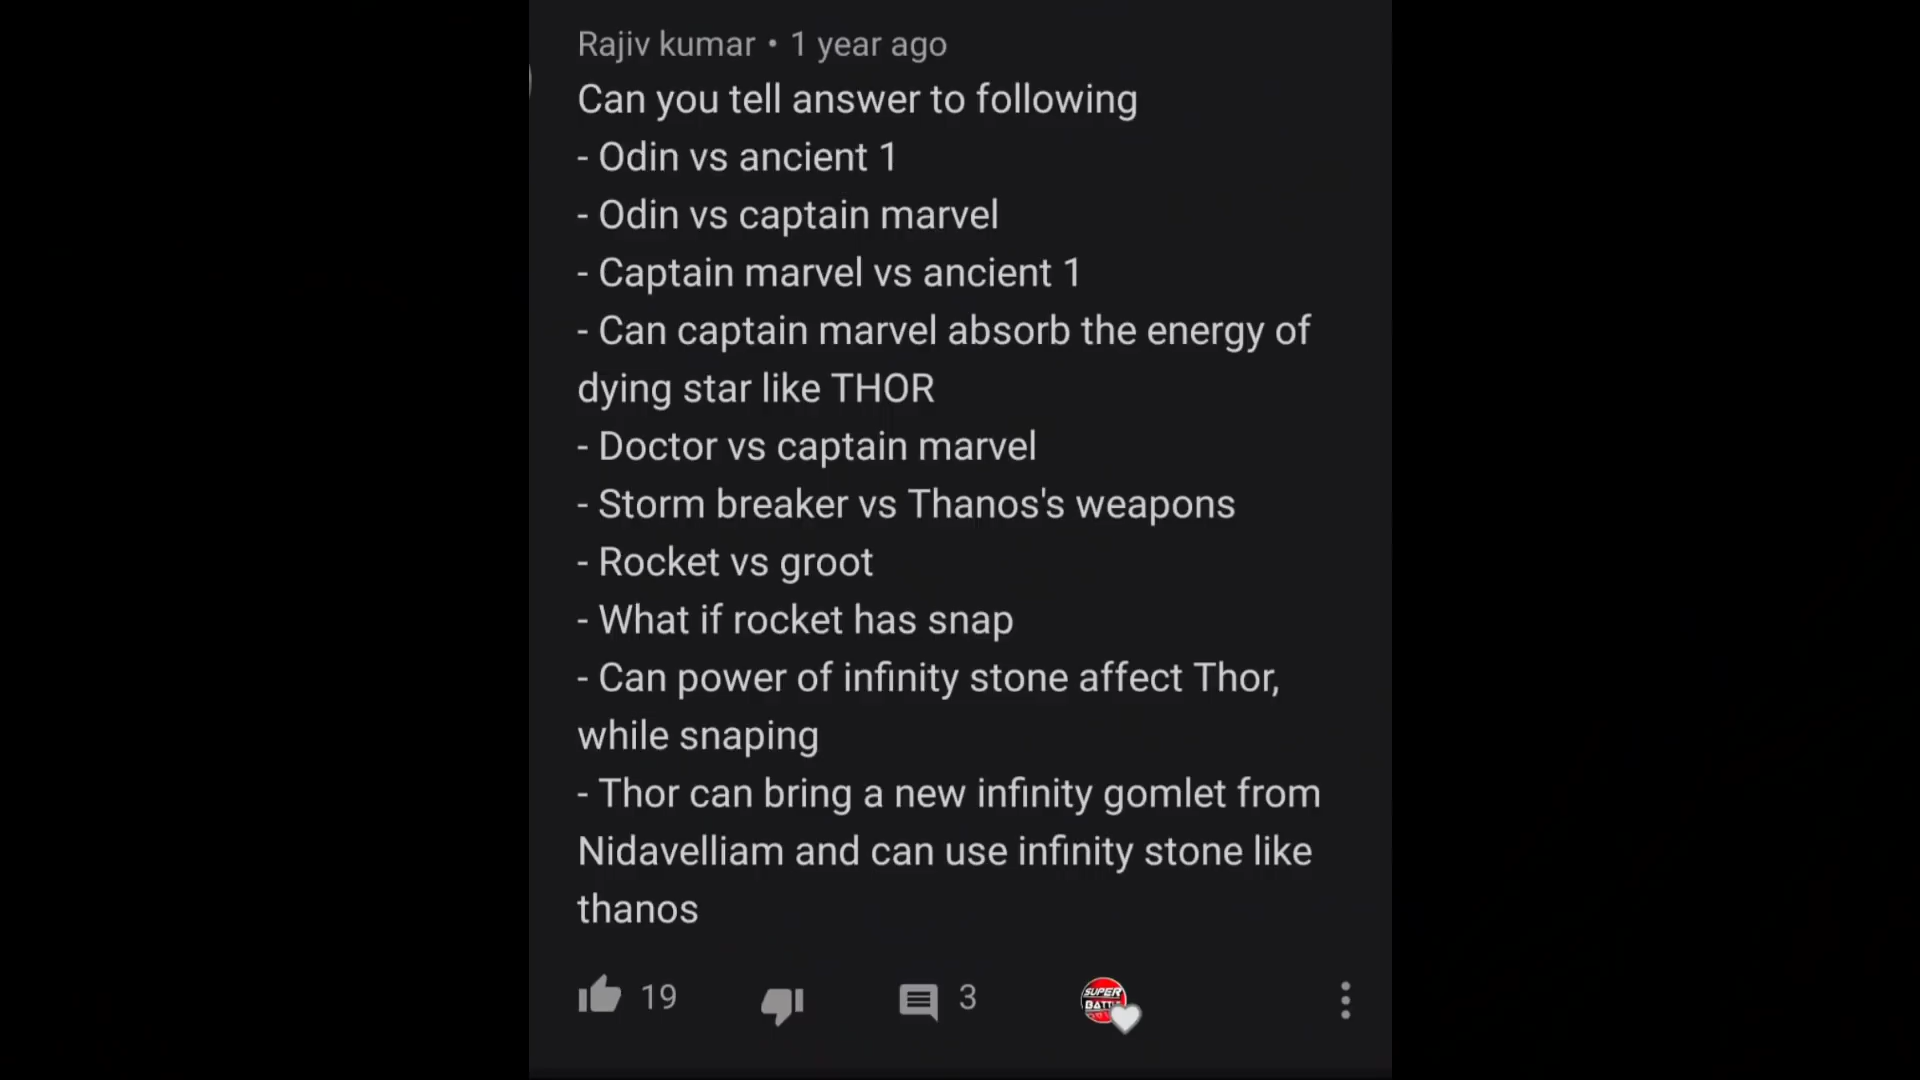 Rajiv kumar • 1 year ago
Can you tell answer to following
- Odin vs ancient 1
- Odin vs captain marvel
- Captain marvel vs ancient 1
- Can captain marvel absorb the energy of
dying star like THOR
- Doctor vs captain marvel
- Storm breaker vs Thanos's weapons
- Rocket vs groot
- What if rocket has snap
- Can power of infinity stone affect Thor,
while snaping
- Thor can bring a new infinity gomlet from
Nidavelliam and can use infinity stone like
thanos
19 3
SUPER